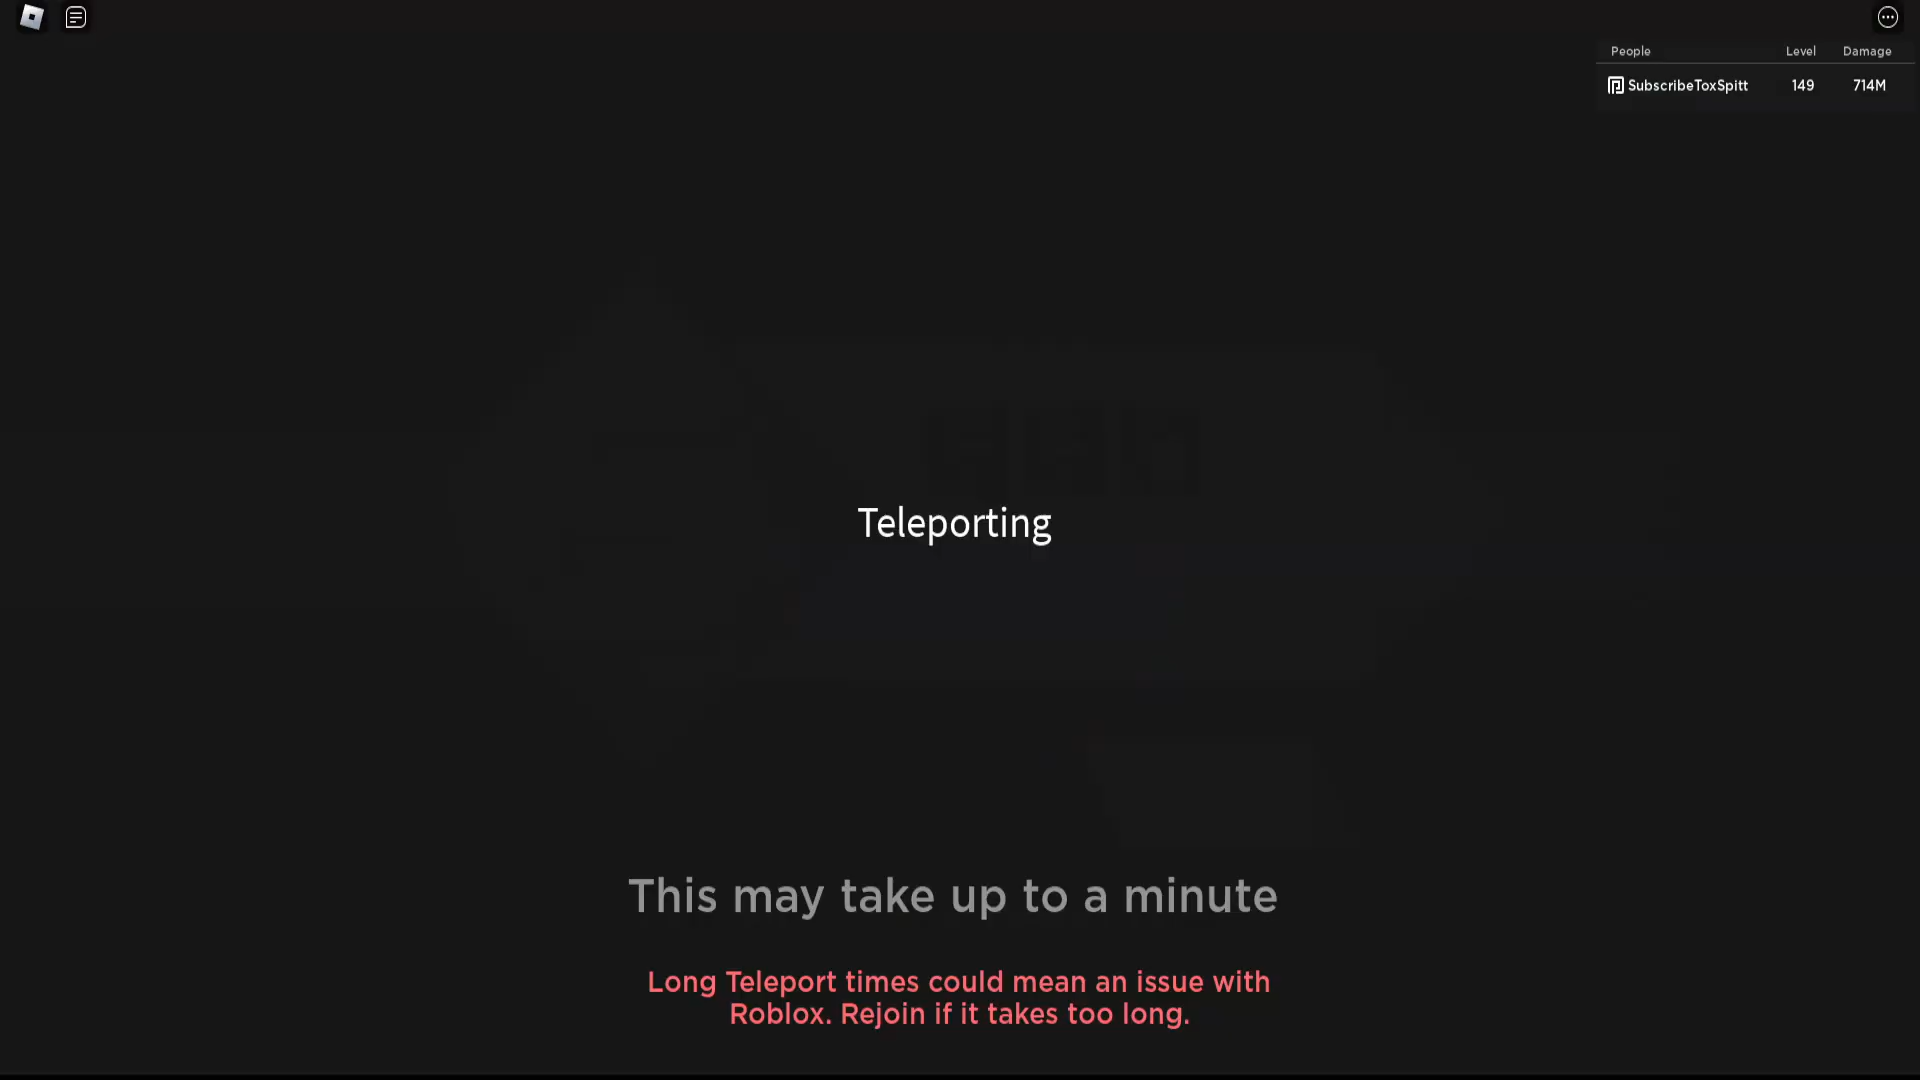 People Level Damage
SubscribeToxSpitt 149 714M
Teleporting
This may take up to a minute
Long Teleport times could mean an issue with
Roblox. Rejoin if it takes too long.